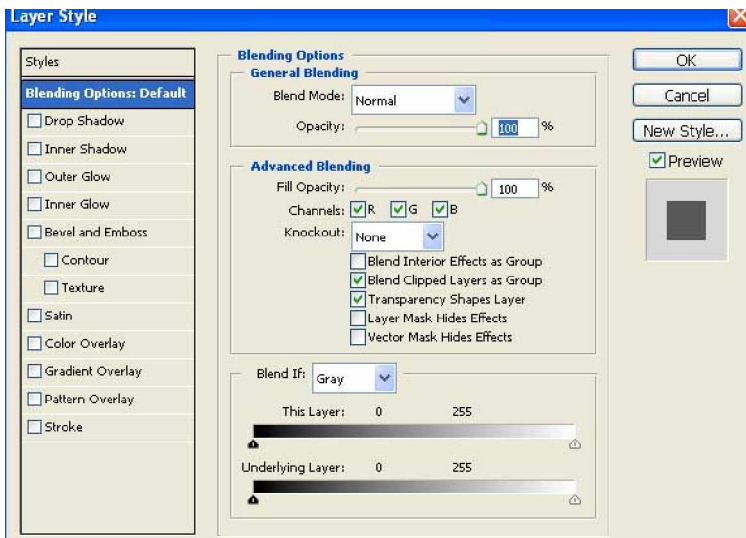 Layer Style
Styles
Blending Options: Default
Drop Shadow
Inner Shadow
Outer Glow
Inner Glow
Bevel and Emboss
Contour
Texture
Satin
Color Overlay
Gradient Overlay
Pattern Overlay
Stroke
Blending Options
General Blending
Blend Mode: Normal
Opacity: 100 %
Advanced Blending
Fill Opacity: 100 %
Channels: R G B
Knockout: None
Blend Interior Effects as Group
Blend Clipped Layers as Group
Transparency Shapes Layer
Layer Mask Hides Effects
Vector Mask Hides Effects
Blend If: Gray
This Layer: 0 255
Underlying Layer: 0 255
OK
Cancel
New Style...
Preview